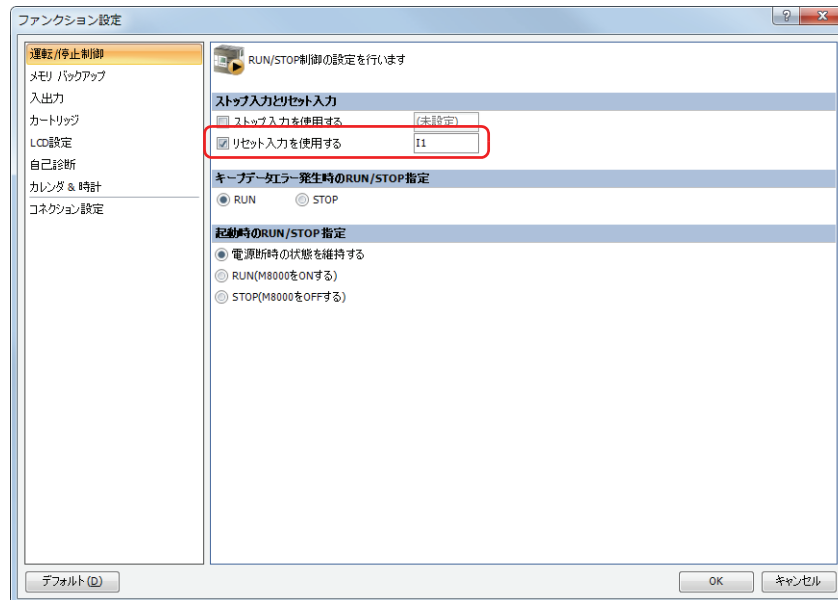 ファンクション設定
運転/停止制御
メモリ バックアップ
入出力
カートリッジ
LCD設定
自己診断
カレンダ & 時計
コネクション設定
RUN/STOP制御の設定を行います
ストップ入力とリセット入力
ストップ入力を使用する (未設定)
リセット入力を使用する I1
キープデータエラー発生時のRUN/STOP指定
RUN STOP
起動時のRUN/STOP指定
電源断時の状態を維持する
RUN(M8000をONする)
STOP(M8000をOFFする)
デフォルト(D) OK キャンセル